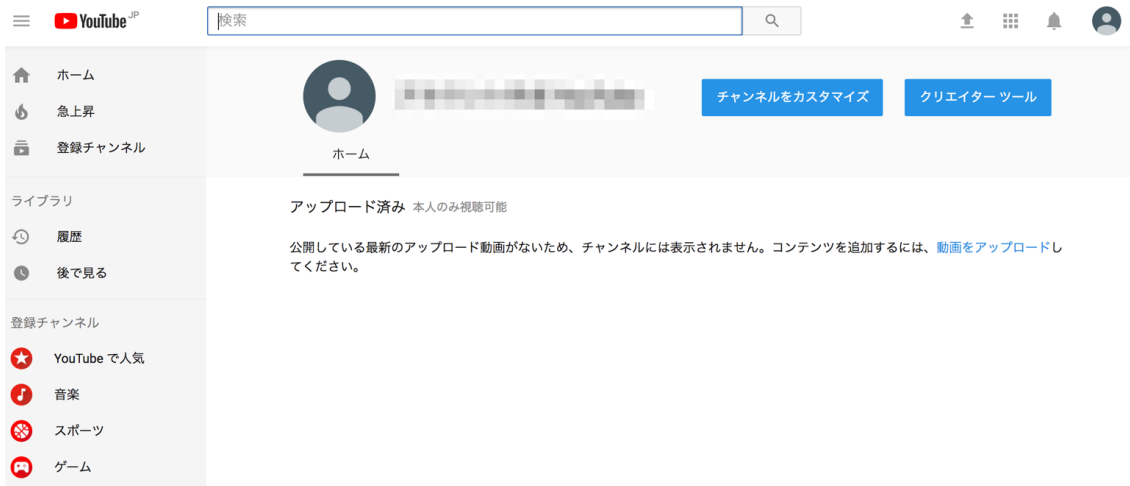 YouTube JP
検索
ホーム
急上昇
登録チャンネル
ライブラリ
履歴
後で見る
登録チャンネル
YouTube で人気
音楽
スポーツ
ゲーム
チャンネルをカスタマイズ
クリエイター ツール
ホーム
アップロード済み 本人のみ視聴可能
公開している最新のアップロード動画がないため、チャンネルには表示されません。コンテンツを追加するには、動画をアップロードし
てください。